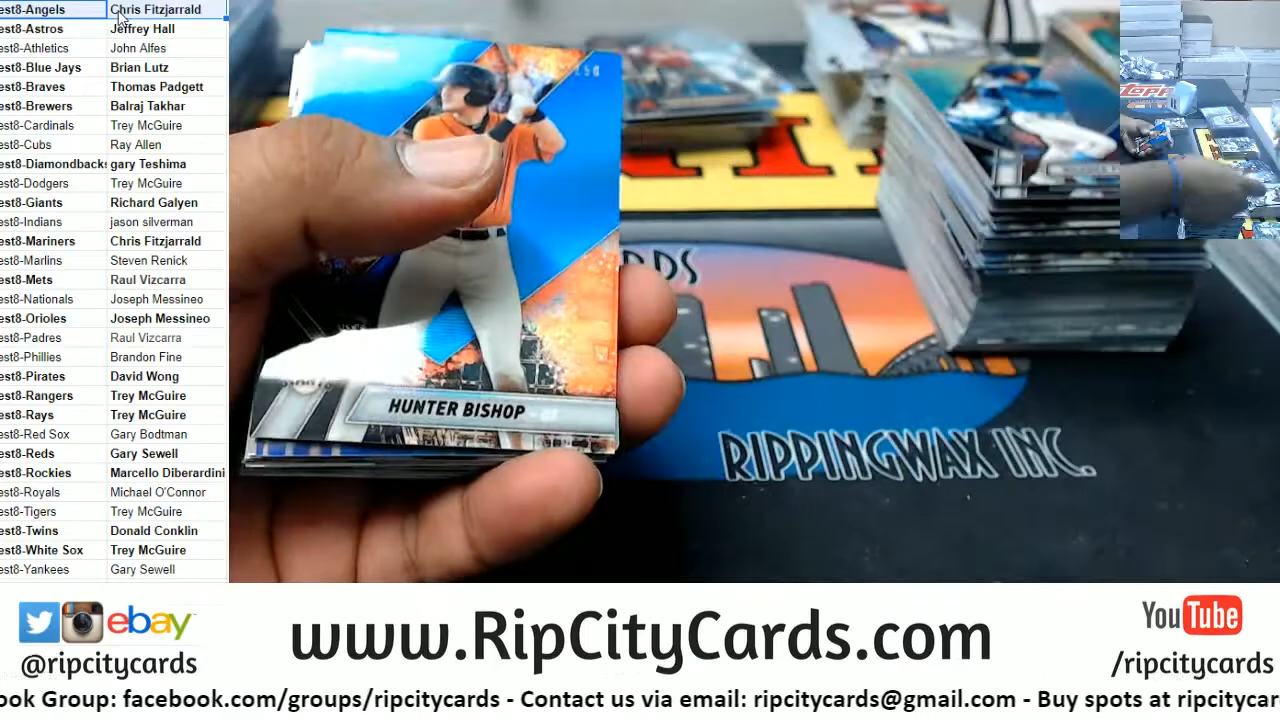 est8-Angels Chris Fitzjarrald
est8-Astros Jeffrey Hall
est8-Athletics John Alfes
est8-Blue Jays Brian Lutz
est8-Braves Thomas Padgett
est8-Brewers Balraj Takhar
est8-Cardinals Trey McGuire
est8-Cubs Ray Allen
est8-Diamondbacks gary Teshima
est8-Dodgers Trey McGuire
est8-Giants Richard Galyen
est8-Indians jason silverman
est8-Mariners Chris Fitzjarrald
est8-Marlins Steven Renick
est8-Mets Raul Vizcarra
est8-Nationals Joseph Messineo
est8-Orioles Joseph Messineo
est8-Padres Raul Vizcarra
est8-Phillies Brandon Fine
est8-Pirates David Wong
est8-Rangers Trey McGuire
est8-Rays Trey McGuire
est8-Red Sox Gary Bodtman
est8-Reds Gary Sewell
est8-Rockies Marcello Diberardini
est8-Royals Michael O'Connor
est8-Tigers Trey McGuire
est8-Twins Donald Conklin
est8-White Sox Trey McGuire
est8-Yankees Gary Sewell
HUNTER BISHOP - OF
RDS
RIPPINGWAX INC.
Topps
ebay
@ripcitycards
www.RipCityCards.com
YouTube
/ripcitycards
ook Group: facebook.com/groups/ripcitycards - Contact us via email: ripcitycards@gmail.com - Buy spots at ripcitycar